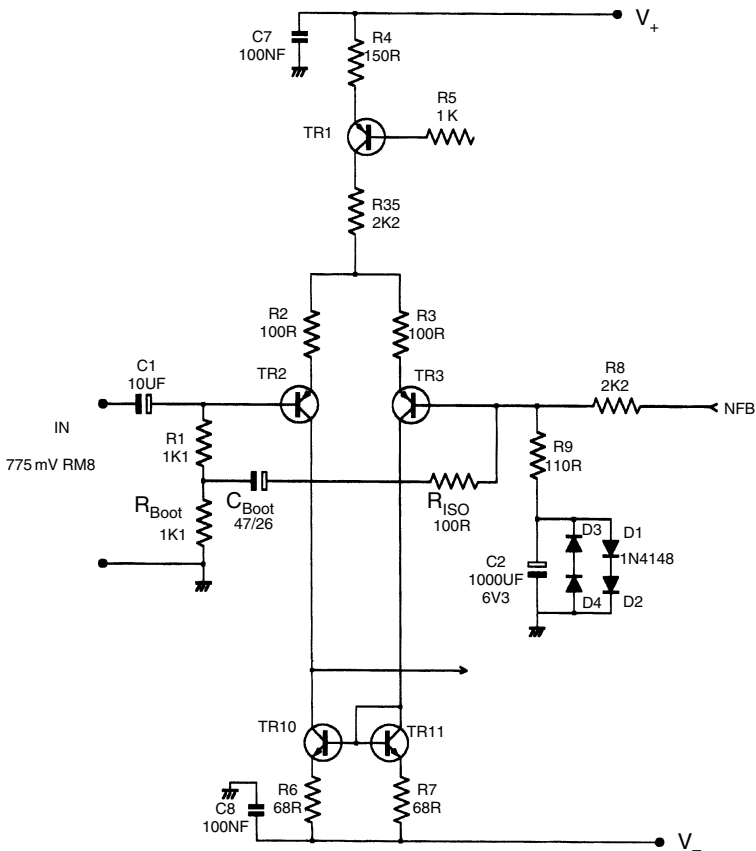 V+
C7
100NF
R4
150R
R5
1 K
TR1
R35
2K2
R2
100R
R3
100R
C1
10UF
TR2
TR3
R8
2K2
NFB
IN
R1
1K1
R9
110R
775 mV RM8
RBoot
1K1
CBoot
47/26
RISO
100R
D3
D1
1N4148
C2
1000UF
6V3
D4
D2
TR10
TR11
R6
68R
R7
68R
C8
100NF
V−